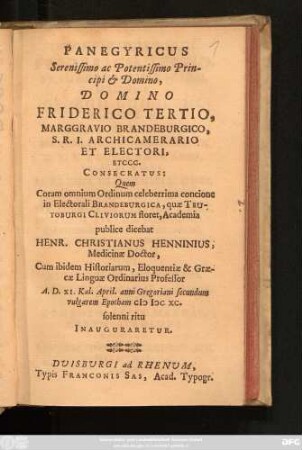 1
PANEGYRICUS
Serenissimo ac Potentissimo Prin-
cipi & Domino,
DOMINO
FRIDERICO TERTIO,
MARGGRAVIO BRANDEBURGICO,
S. R. I. ARCHICAMERARIO
ET ELECTORI,
ETCCC.
CONSECRATUS:
Quem
Coram omnium Ordinum celeberrima concione
in Electorali BRANDEBURGICA, quæ TEU-
TOBURGI CLIVIORUM floret, Academia
publice dicebat
HENR. CHRISTIANUS HENNINIUS,
Medicinæ Doctor,
Cum ibidem Historiarum, Eloquentiæ & Græ-
cæ Linguæ Ordinarius Professor
A. D. XI. Kal. April. anni Gregoriani secundum
vulgarem Epocham cIↃ IↃc XC.
solenni ritu
INAUGURARETUR.
DUISBURGI ad RHENUM,
Typis FRANCONIS SAS, Acad. Typogr.